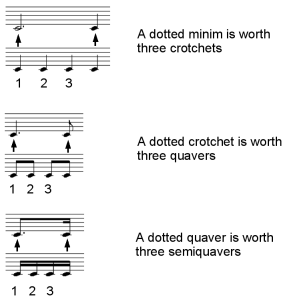 A dotted minim is worth
three crotchets
1 2 3
A dotted crotchet is worth
three quavers
1 2 3
A dotted quaver is worth
three semiquavers
1 2 3